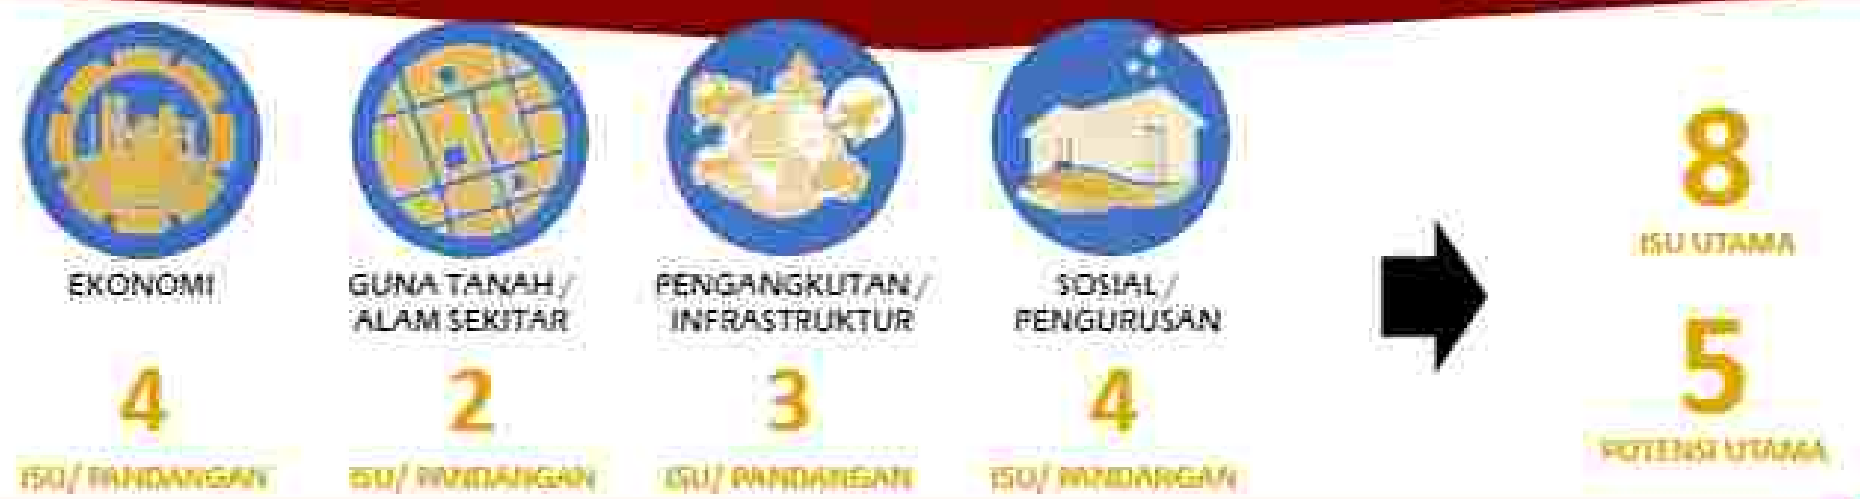 EKONOMI
4
ISU/ PANDANGAN
GUNA TANAH /
ALAM SEKITAR
2
ISU/ PANDANGAN
PENGANGKUTAN /
INFRASTRUKTUR
3
ISU/ PANDANGAN
SOSIAL /
PENGURUSAN
4
ISU/ PANDANGAN
8
ISU UTAMA
5
POTENSI UTAMA